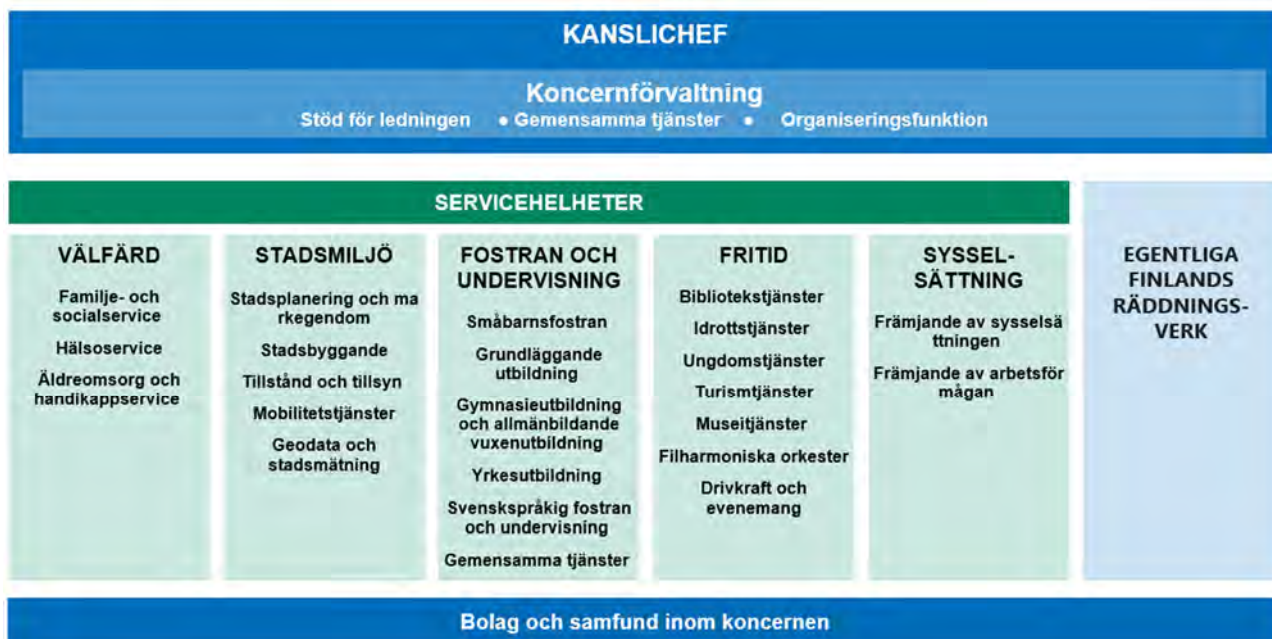 KANSLICHEF
Koncernförvaltning
Stöd för ledningen • Gemensamma tjänster • Organiseringsfunktion
SERVICEHELHETER
VÄLFÄRD
Familje- och
socialservice
Hälsoservice
Äldreomsorg och
handikappservice
STADSMILJÖ
Stadsplanering och ma
rkegendom
Stadsbyggande
Tillstånd och tillsyn
Mobilitetstjänster
Geodata och
stadsmätning
FOSTRAN OCH
UNDERVISNING
Småbarnsfostran
Grundläggande
utbildning
Gymnasieutbildning
och allmänbildande
vuxenutbildning
Yrkesutbildning
Svenskspråkig fostran
och undervisning
Gemensamma tjänster
FRITID
Bibliotekstjänster
Idrottstjänster
Ungdomstjänster
Turismtjänster
Museitjänster
Filharmoniska orkester
Drivkraft och
evenemang
SYSSEL-
SÄTTNING
Främjande av sysselsä
ttningen
Främjande av arbetsför
mågan
EGENTLIGA
FINLANDS
RÄDDNINGS-
VERK
Bolag och samfund inom koncernen